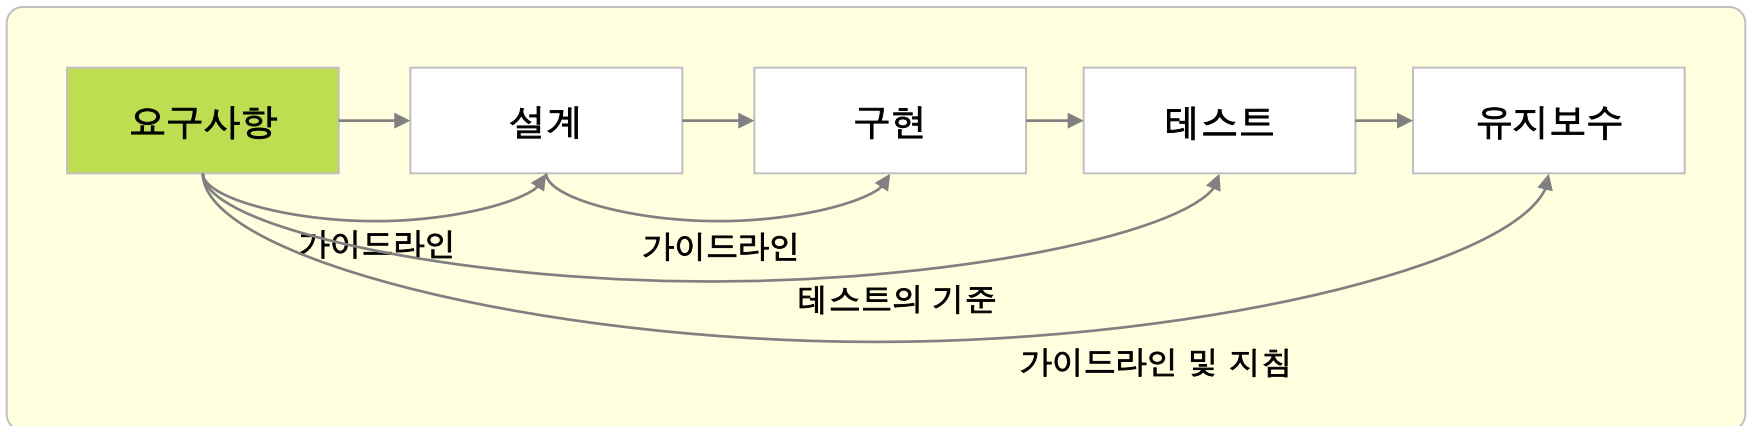 요구사항
설계
구현
테스트
유지보수
가이드라인
가이드라인
테스트의 기준
가이드라인 및 지침